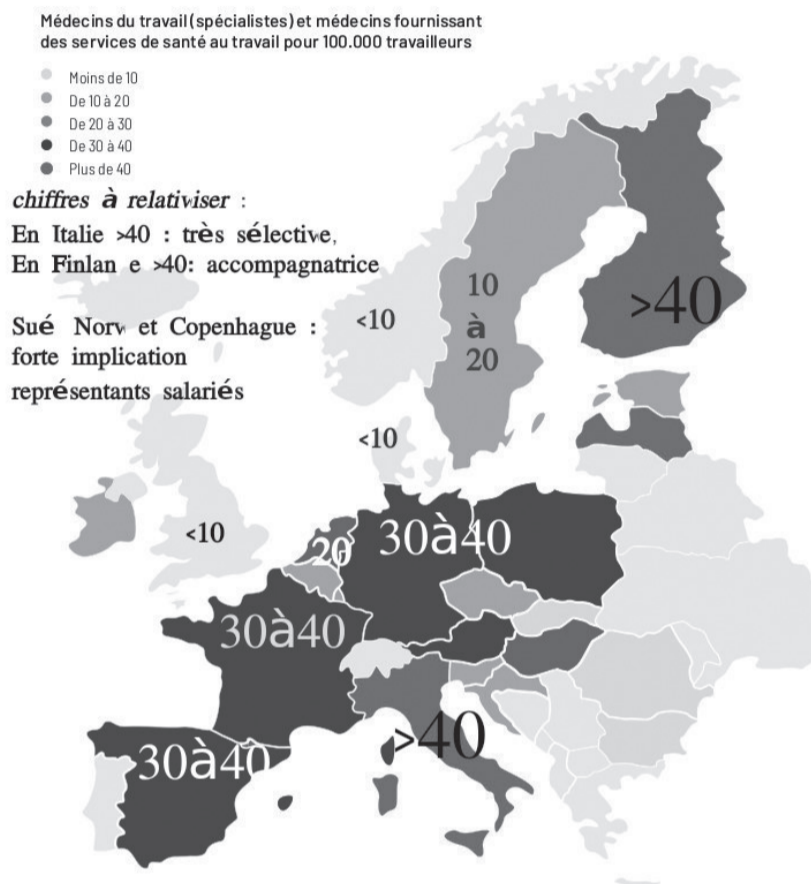 Médecins du travail (spécialistes) et médecins fournissant
des services de santé au travail pour 100.000 travailleurs
Moins de 10
De 10 à 20
De 20 à 30
De 30 à 40
Plus de 40
chiffres à relativiser :
En Italie >40 : très sélective,
En Finlan e >40: accompagnatrice
Sué Norv et Copenhague :
forte implication
représentants salariés
<10
10
à
20
>40
<10
<10
20
30à40
30à40
>40
30à40